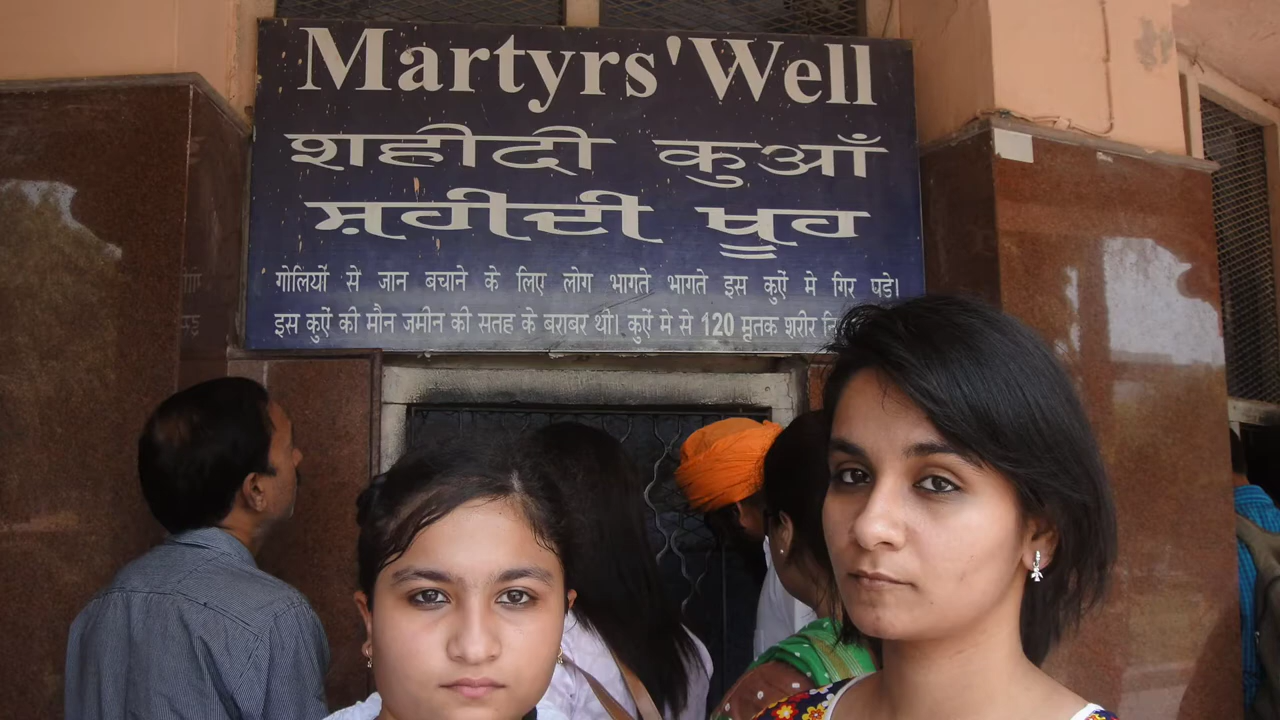 Martyrs' Well
शहीदी कुआँ
ਸ਼ਹੀਦੀ ਖੂਹ
गोलियों से जान बचाने के लिए लोग भागते भागते इस कुऐं मे गिर पडे।
इस कुऐं की मौन जमीन की सतह के बराबर थी। कुऐं मे से 120 मृतक शरीर